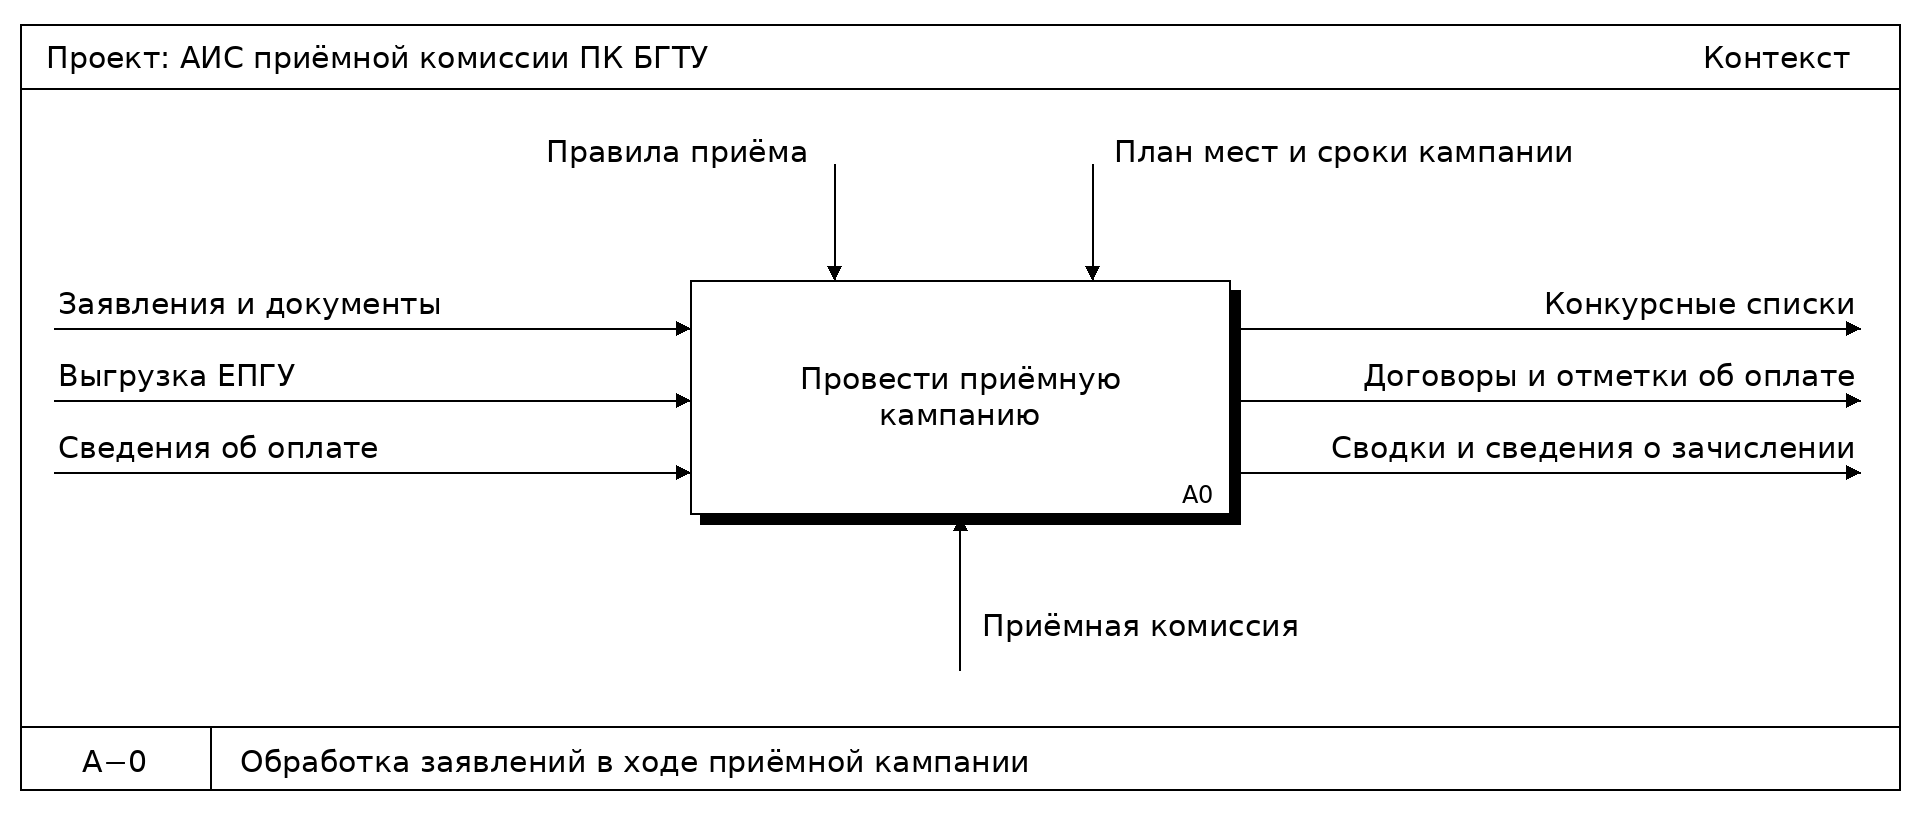 Проект: АИС приёмной комиссии ПК БГТУ
Контекст
Правила приёма
План мест и сроки кампании
Заявления и документы
Конкурсные списки
Выгрузка ЕПГУ
Провести приёмную
кампанию
Договоры и отметки об оплате
Сведения об оплате
Сводки и сведения о зачислении
А0
Приёмная комиссия
А−0
Обработка заявлений в ходе приёмной кампании